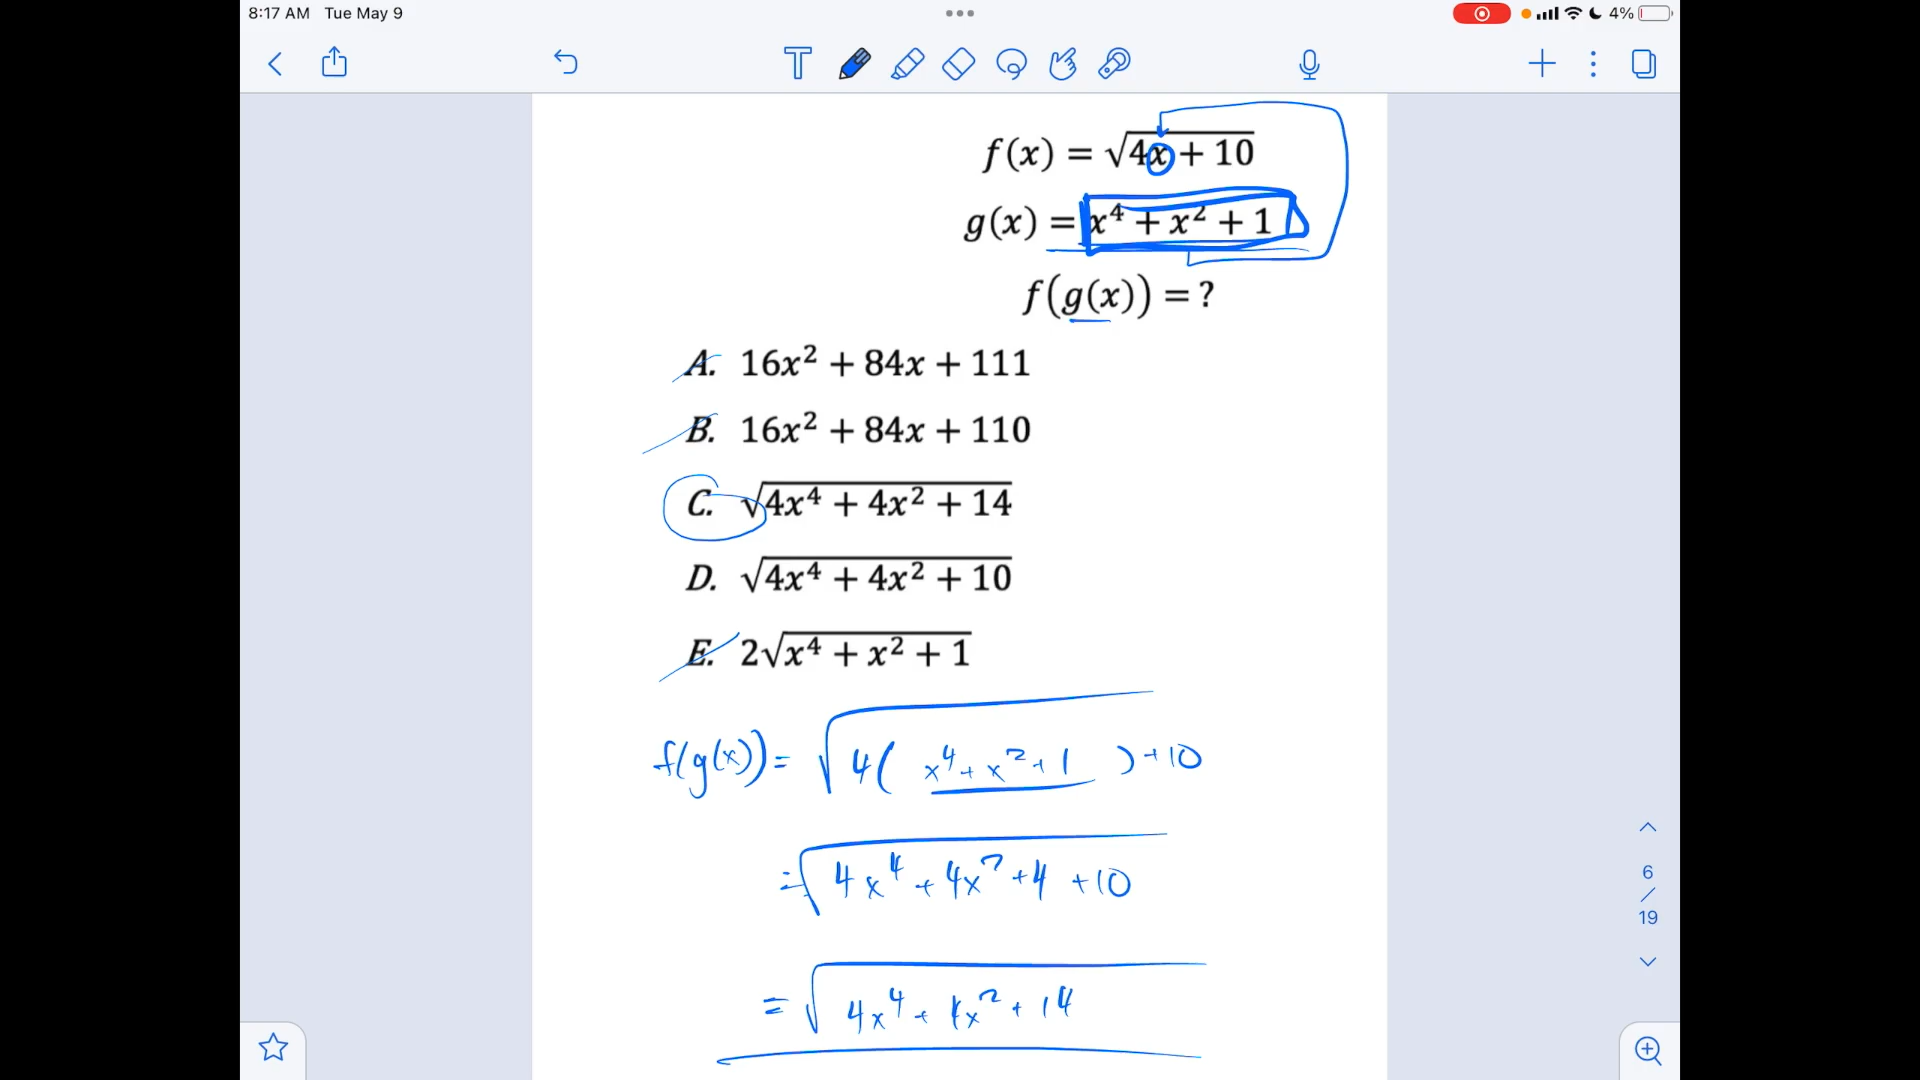 8:17 AM Tue May 9
4%
f(x) = √4x + 10
g(x) = x⁴ + x² + 1
f(g(x)) = ?
A. 16x² + 84x + 111
B. 16x² + 84x + 110
C. √4x⁴ + 4x² + 14
D. √4x⁴ + 4x² + 10
E. 2√x⁴ + x² + 1
f(g(x)) = √4( x⁴ + x² + 1 ) + 10
= √4x⁴ + 4x² + 4 + 10
= √4x⁴ + 4x² + 14
6
/
19